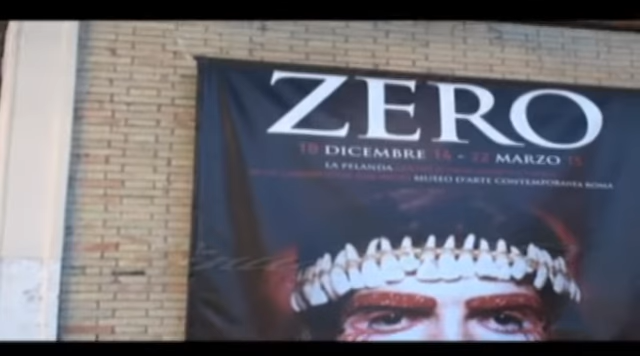 ZERO
18 DICEMBRE 14 - 22 MARZO 15
LA PELANDA
MUSEO D'ARTE CONTEMPORANEA ROMA